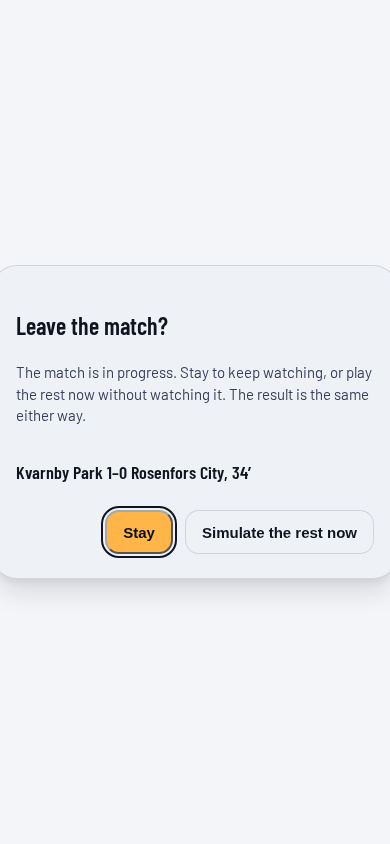 Leave the match?
The match is in progress. Stay to keep watching, or play
the rest now without watching it. The result is the same
either way.
Kvarnby Park 1–0 Rosenfors City, 34′
Stay
Simulate the rest now